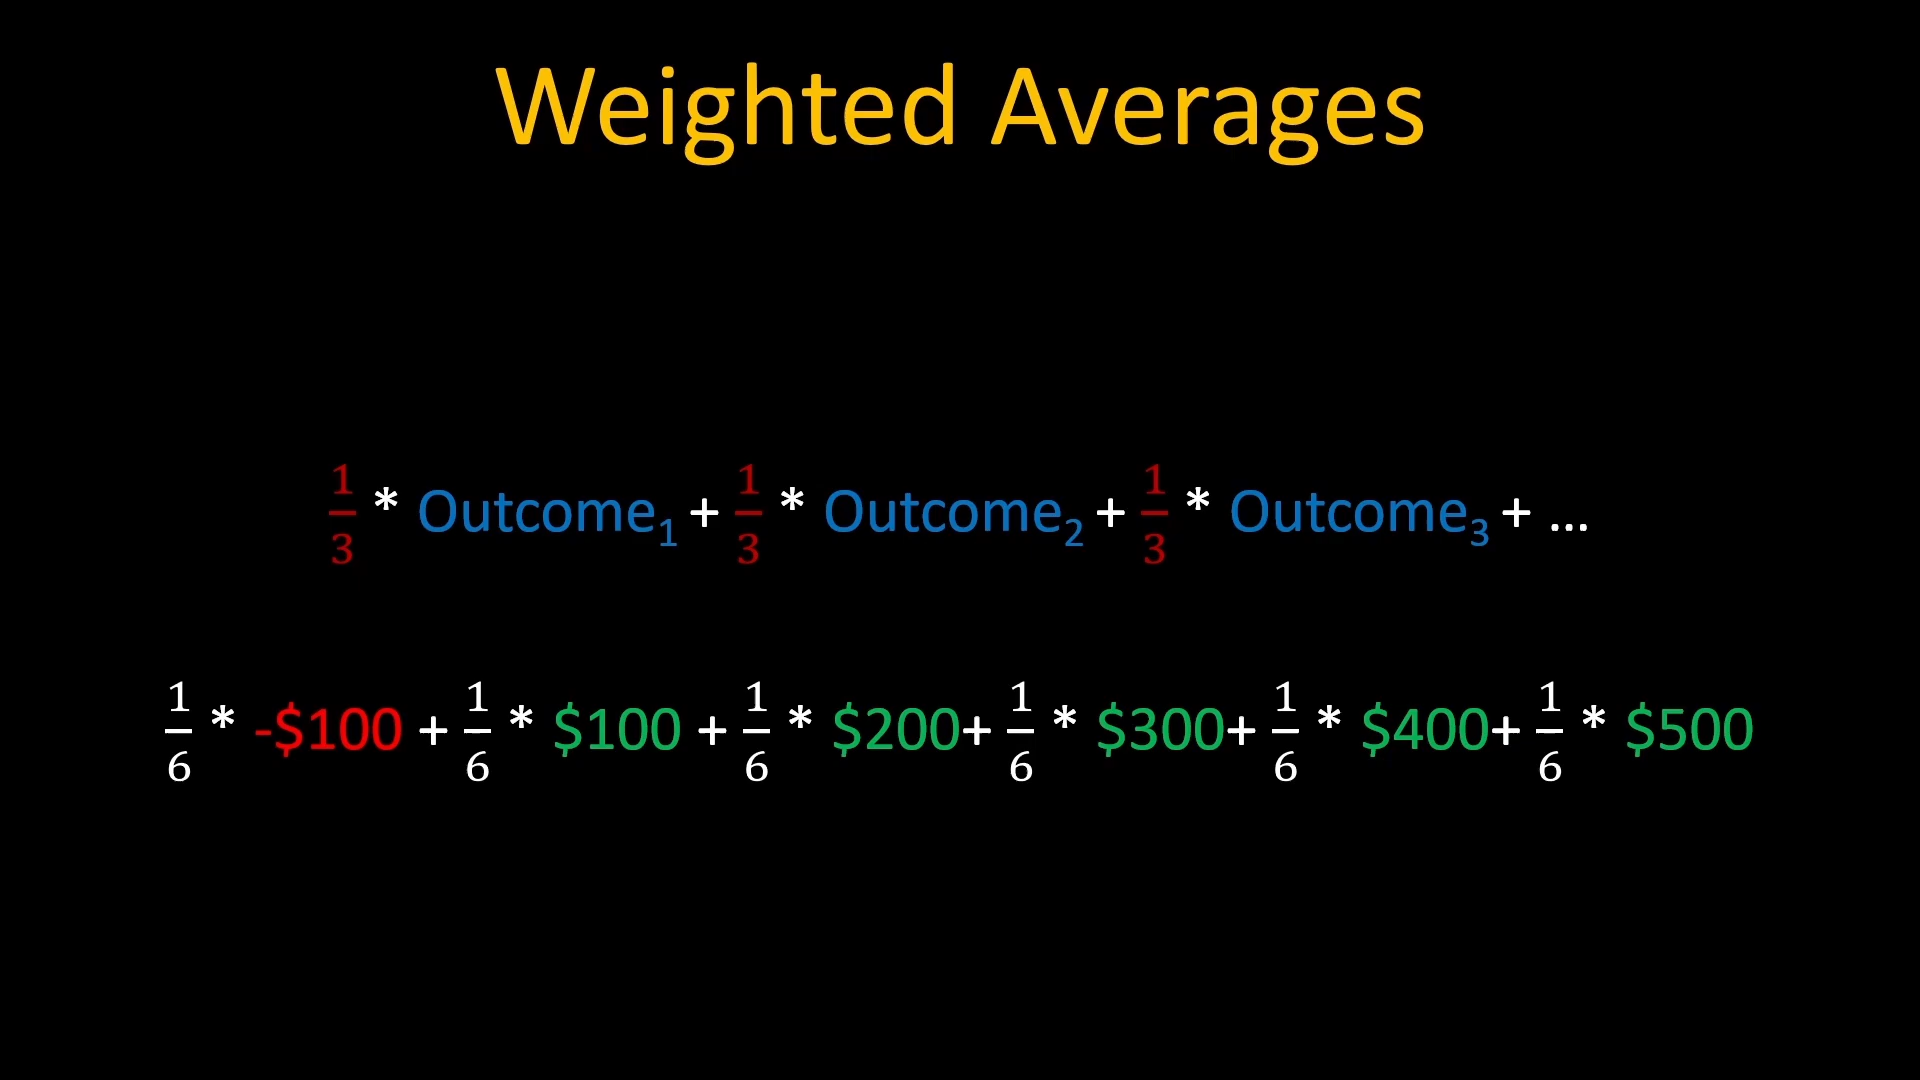 Weighted Averages
1/3 * Outcome₁ + 1/3 * Outcome₂ + 1/3 * Outcome₃ + ...
1/6 * -$100 + 1/6 * $100 + 1/6 * $200+ 1/6 * $300+ 1/6 * $400+ 1/6 * $500